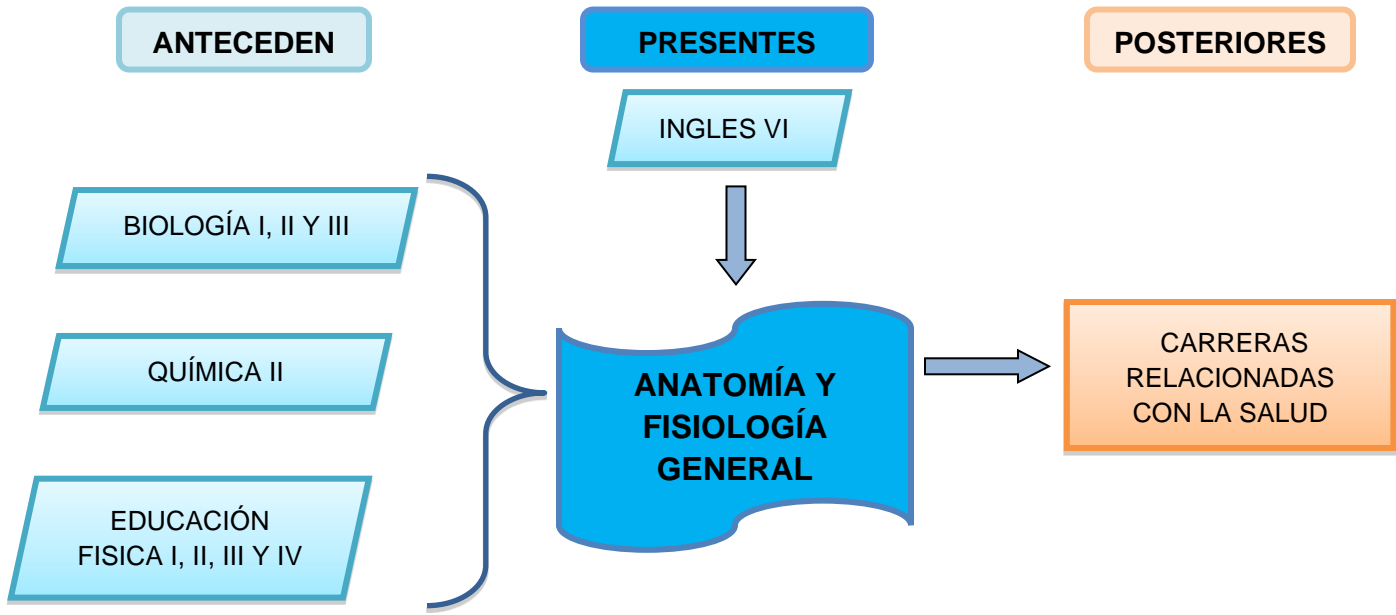 ANTECEDEN
PRESENTES
POSTERIORES
INGLES VI
BIOLOGÍA I, II Y III
QUÍMICA II
EDUCACIÓN
FISICA I, II, III Y IV
ANATOMÍA Y
FISIOLOGÍA
GENERAL
CARRERAS
RELACIONADAS
CON LA SALUD